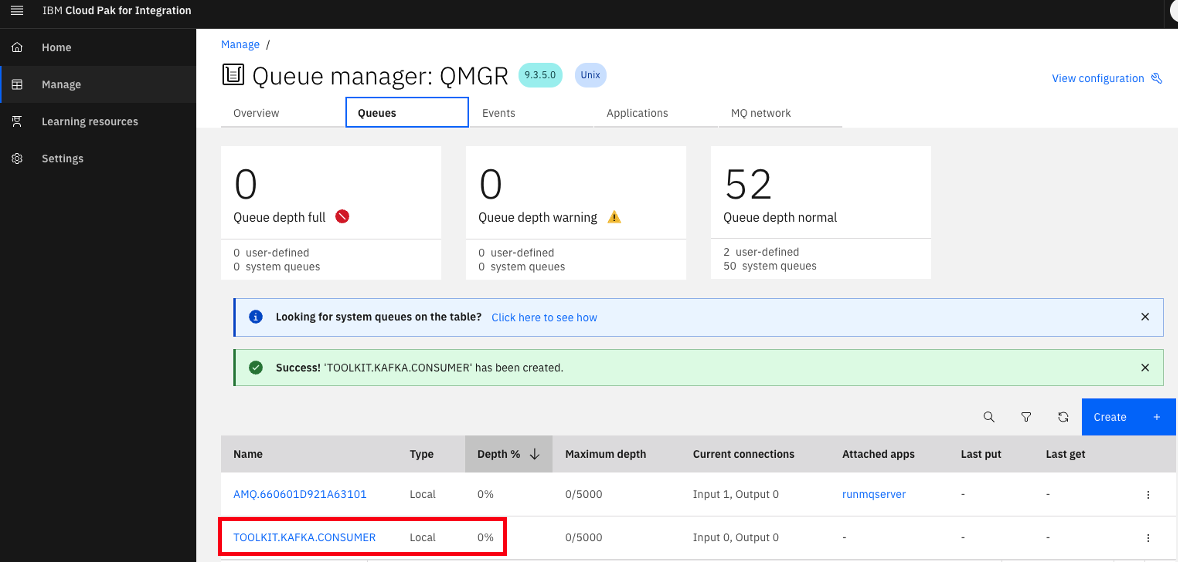 IBM Cloud Pak for Integration
Home
Manage
Learning resources
Settings
Manage /
Queue manager: QMGR 9.3.5.0 Unix
View configuration
Overview Queues Events Applications MQ network
0
Queue depth full
0 user-defined
0 system queues
0
Queue depth warning
0 user-defined
0 system queues
52
Queue depth normal
2 user-defined
50 system queues
Looking for system queues on the table? Click here to see how
Success! 'TOOLKIT.KAFKA.CONSUMER' has been created.
Create +
Name Type Depth % Maximum depth Current connections Attached apps Last put Last get
AMQ.660601D921A63101 Local 0% 0/5000 Input 1, Output 0 runmqserver - -
TOOLKIT.KAFKA.CONSUMER Local 0% 0/5000 Input 0, Output 0 - - -